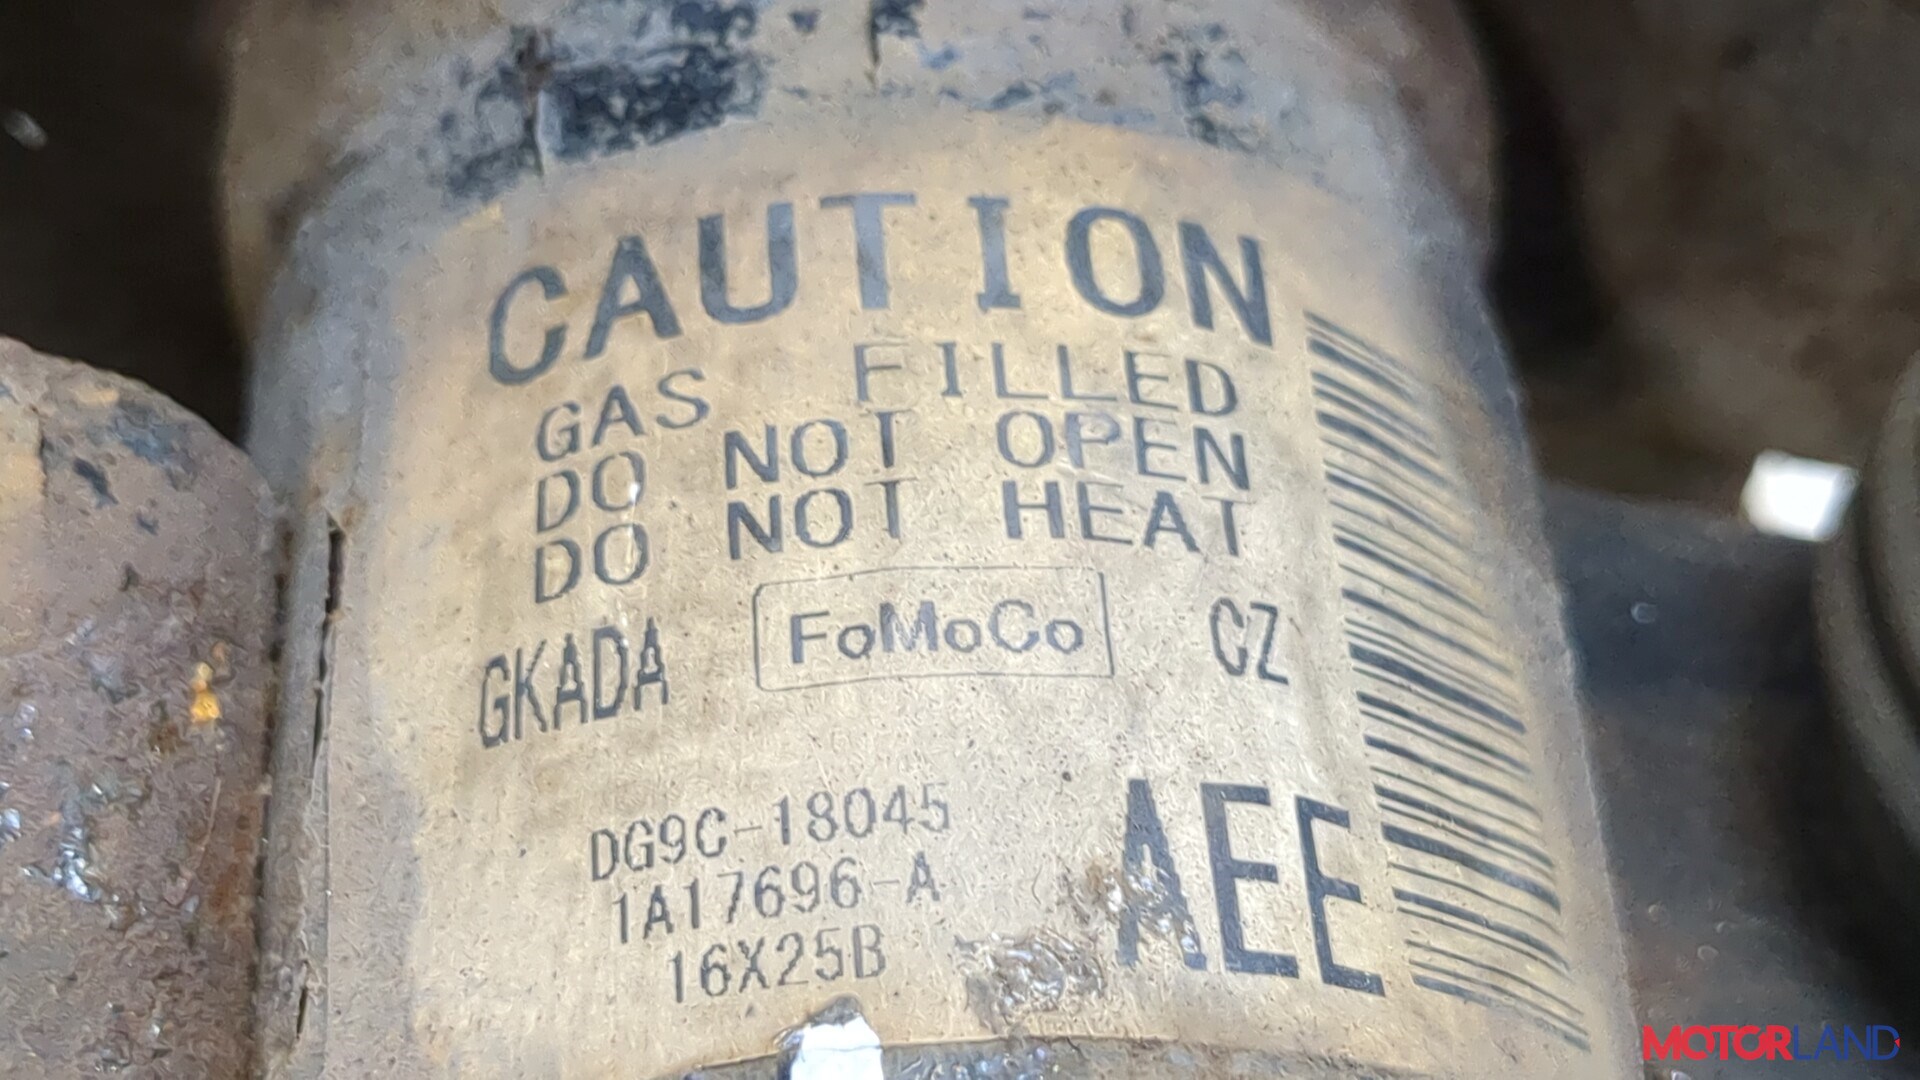 CAUTION
GAS FILLED
DO NOT OPEN
DO NOT HEAT
GKADA FoMoCo CZ
DG9C-18045
1A17696-A
16X25B
AEE
MOTORLAND